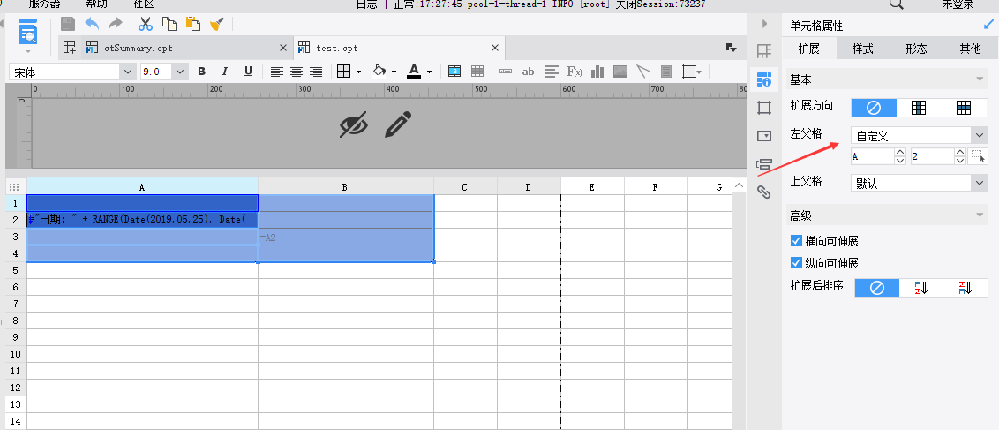 服务器 帮助 社区 日志 | 正常:17:27:45 pool-1-thread-1 INFO [root] 关闭Session:73237 未登录
ctSummary.cpt test.cpt
宋体 9.0 B I U ab F(x)
0 100 200 300 400 500 600 700 80
0
A B C D E F G
1
2 #"日期: " + RANGE(Date(2019,05,25), Date(
3 =A2
4
5
6
7
8
9
10
11
12
13
14
单元格属性
扩展 样式 形态 其他
基本
扩展方向
左父格 自定义
A 2
上父格 默认
高级
横向可伸展
纵向可伸展
扩展后排序